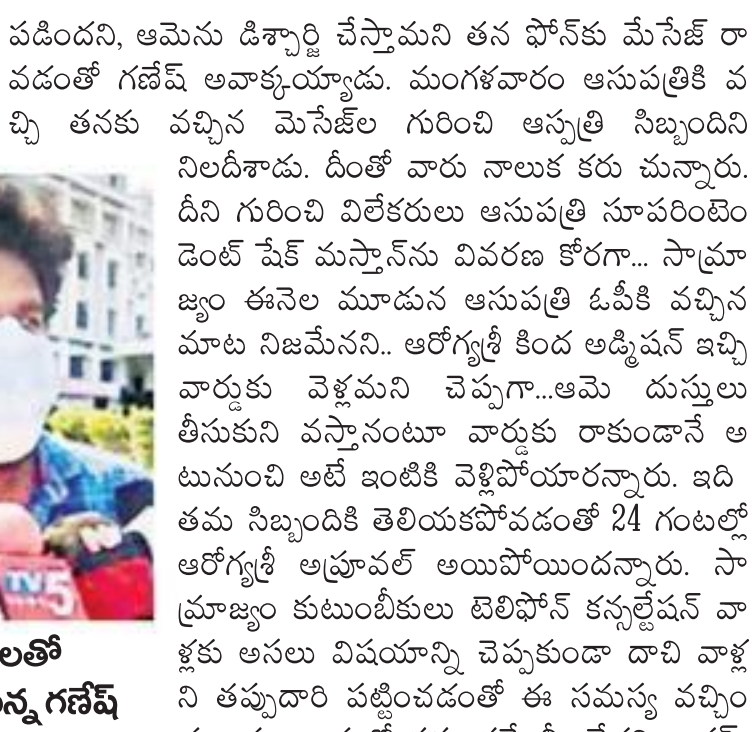 పడిందని, ఆమెను డిశ్చార్జి చేస్తామని తన ఫోన్‌కు మేసేజ్ రా
వడంతో గణేష్ అవాక్కయ్యాడు. మంగళవారం ఆసుపత్రికి వ
చ్చి తనకు వచ్చిన మెసేజ్‌ల గురించి ఆస్పత్రి సిబ్బందిని
నిలదీశాడు. దీంతో వారు నాలుక కరు చున్నారు.
దీని గురించి విలేకరులు ఆసుపత్రి సూపరింటెం
డెంట్ షేక్ మస్తాన్‌ను వివరణ కోరగా... సామ్రా
జ్యం ఈనెల మూడున ఆసుపత్రి ఓపీకి వచ్చిన
మాట నిజమేనని.. ఆరోగ్యశ్రీ కింద అడ్మిషన్ ఇచ్చి
వార్డుకు వెళ్లమని చెప్పగా...ఆమె దుస్తులు
తీసుకుని వస్తానంటూ వార్డుకు రాకుండానే అ
టునుంచి అటే ఇంటికి వెళ్లిపోయారన్నారు. ఇది
తమ సిబ్బందికి తెలియకపోవడంతో 24 గంటల్లో
ఆరోగ్యశ్రీ అప్రూవల్ అయిపోయిందన్నారు. సా
మ్రాజ్యం కుటుంబీకులు టెలిఫోన్ కన్సల్టేషన్ వా
ళ్లకు అసలు విషయాన్ని చెప్పకుండా దాచి వాళ్ల
ని తప్పుదారి పట్టించడంతో ఈ సమస్య వచ్చిం
TV5
లతో
న్న గణేష్